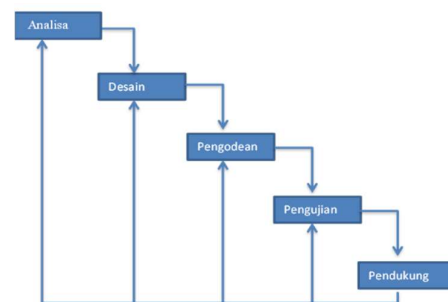 Analisa
Desain
Pengodean
Pengujian
Pendukung